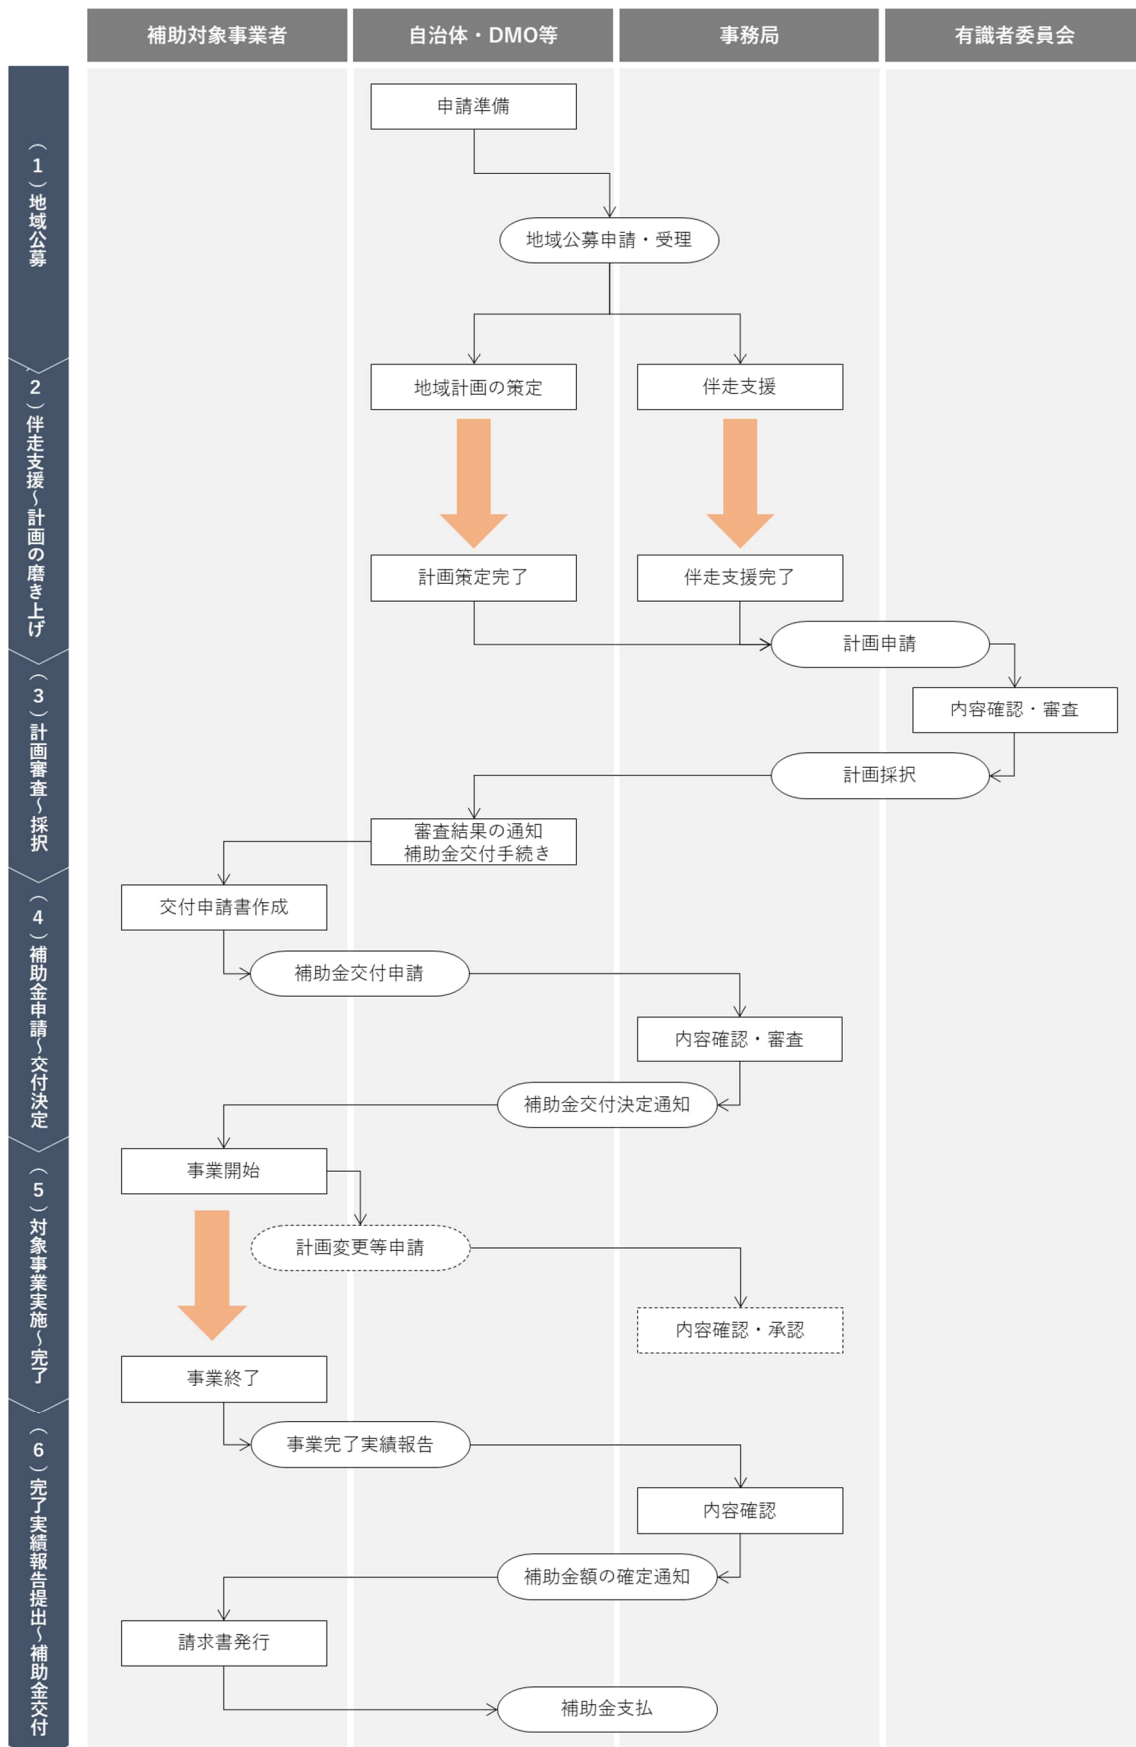 補助対象事業者
自治体・DMO等
事務局
有識者委員会
（1）地域公募
申請準備
地域公募申請・受理
（2）伴走支援～計画の磨き上げ
地域計画の策定
伴走支援
計画策定完了
伴走支援完了
計画申請
（3）計画審査～採択
内容確認・審査
計画採択
審査結果の通知
補助金交付手続き
（4）補助金申請～交付決定
交付申請書作成
補助金交付申請
内容確認・審査
補助金交付決定通知
（5）対象事業実施～完了
事業開始
計画変更等申請
内容確認・承認
事業終了
（6）完了実績報告提出～補助金交付
事業完了実績報告
内容確認
補助金額の確定通知
請求書発行
補助金支払